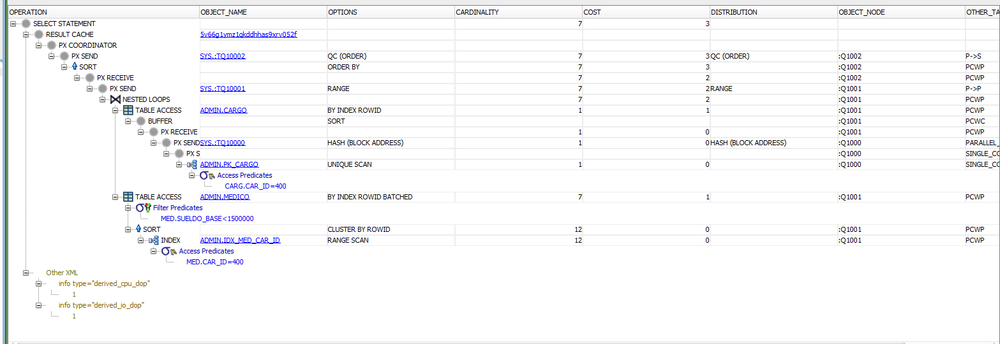 OPERATION OBJECT_NAME OPTIONS CARDINALITY COST DISTRIBUTION OBJECT_NODE OTHER_TA
SELECT STATEMENT 7 3
RESULT CACHE 5v66g1ymz1qkddhhas9xrv052f
PX COORDINATOR
PX SEND SYS.:TQ10002 QC (ORDER) 7 3 QC (ORDER) :Q1002 P->S
SORT ORDER BY 7 3 :Q1002 PCWP
PX RECEIVE 7 2 :Q1002 PCWP
PX SEND SYS.:TQ10001 RANGE 7 2 RANGE :Q1001 P->P
NESTED LOOPS 7 2 :Q1001 PCWP
TABLE ACCESS ADMIN.CARGO BY INDEX ROWID 1 1 :Q1001 PCWP
BUFFER SORT :Q1001 PCWC
PX RECEIVE 1 0 :Q1001 PCWP
PX SEND SYS.:TQ10000 HASH (BLOCK ADDRESS) 1 0 HASH (BLOCK ADDRESS) :Q1000 PARALLEL_
PX S :Q1000 SINGLE_CO
ADMIN.PK_CARGO UNIQUE SCAN 1 0 :Q1000 SINGLE_CO
Access Predicates
CARG.CAR_ID=400
TABLE ACCESS ADMIN.MEDICO BY INDEX ROWID BATCHED 7 1 :Q1001 PCWP
Filter Predicates
MED.SUELDO_BASE<1500000
SORT CLUSTER BY ROWID 12 0 :Q1001 PCWP
INDEX ADMIN.IDX_MED_CAR_ID RANGE SCAN 12 0 :Q1001 PCWP
Access Predicates
MED.CAR_ID=400
Other XML
info type="derived_cpu_dop"
1
info type="derived_io_dop"
1